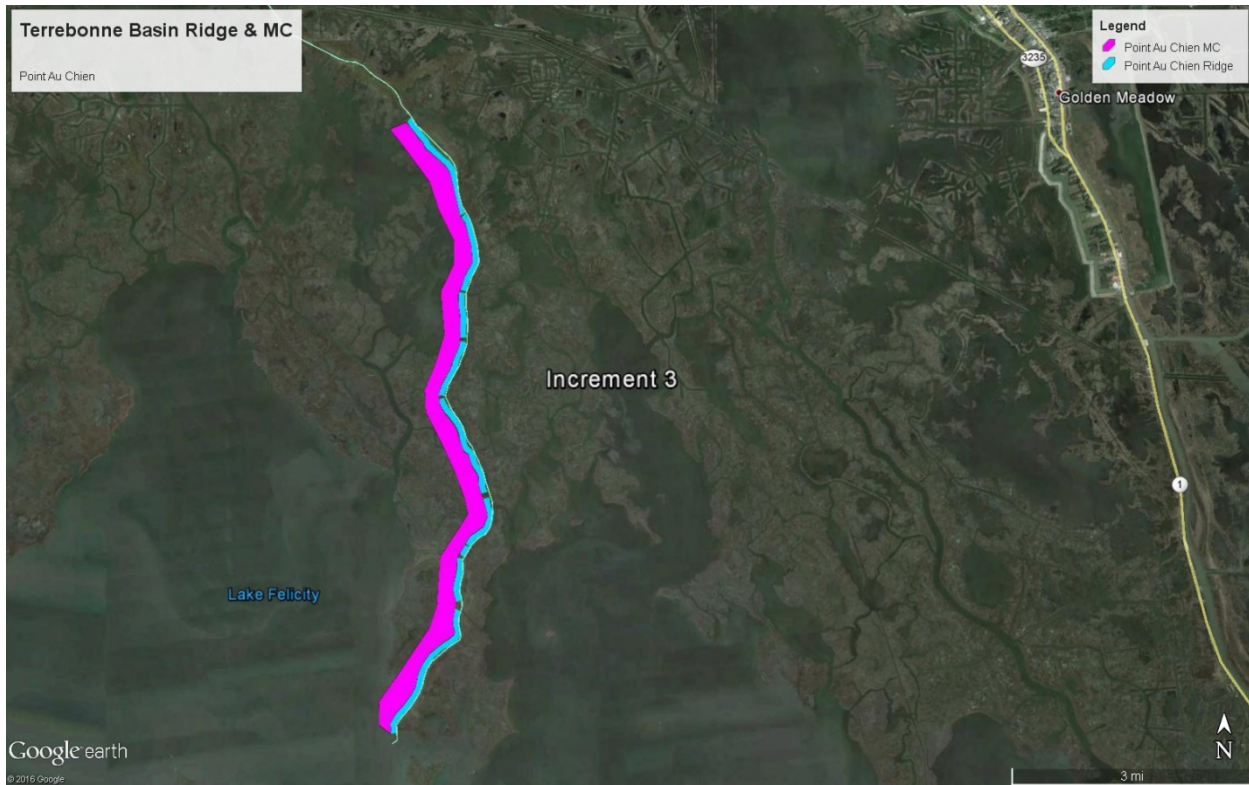 Terrebonne Basin Ridge & MC
Point Au Chien
Legend
Point Au Chien MC
Point Au Chien Ridge
3235
Golden Meadow
Increment 3
1
Lake Felicity
Google earth
© 2016 Google
N
3 mi